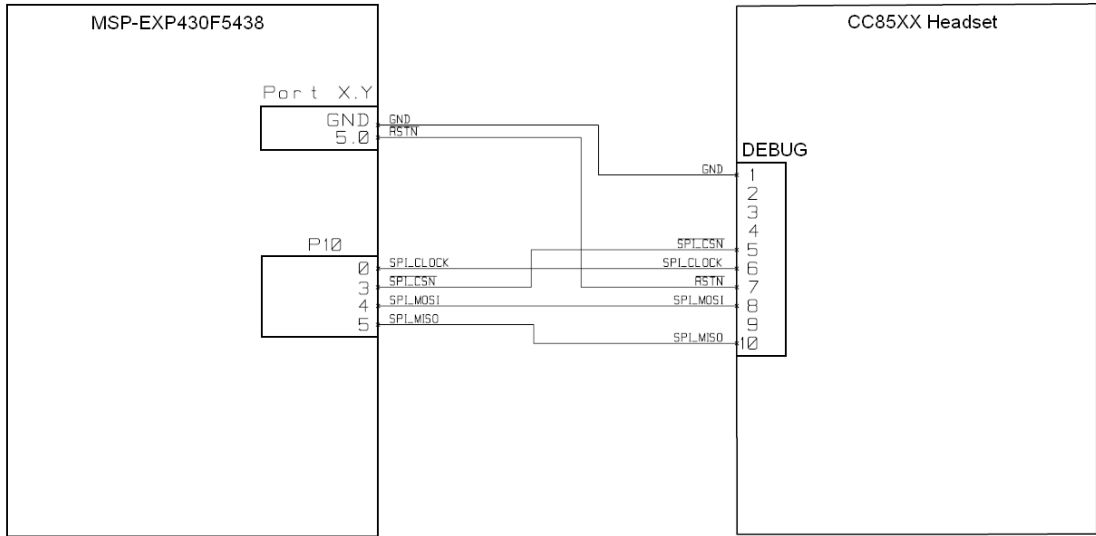 MSP-EXP430F5438
CC85XX Headset
Port X.Y
GND
5.0
GND
RSTN
DEBUG
GND
1
2
3
4
SPI_CSN
5
SPI_CLOCK
6
RSTN
7
SPI_MOSI
8
9
SPI_MISO
10
P10
0
SPI_CLOCK
3
SPI_CSN
4
SPI_MOSI
5
SPI_MISO